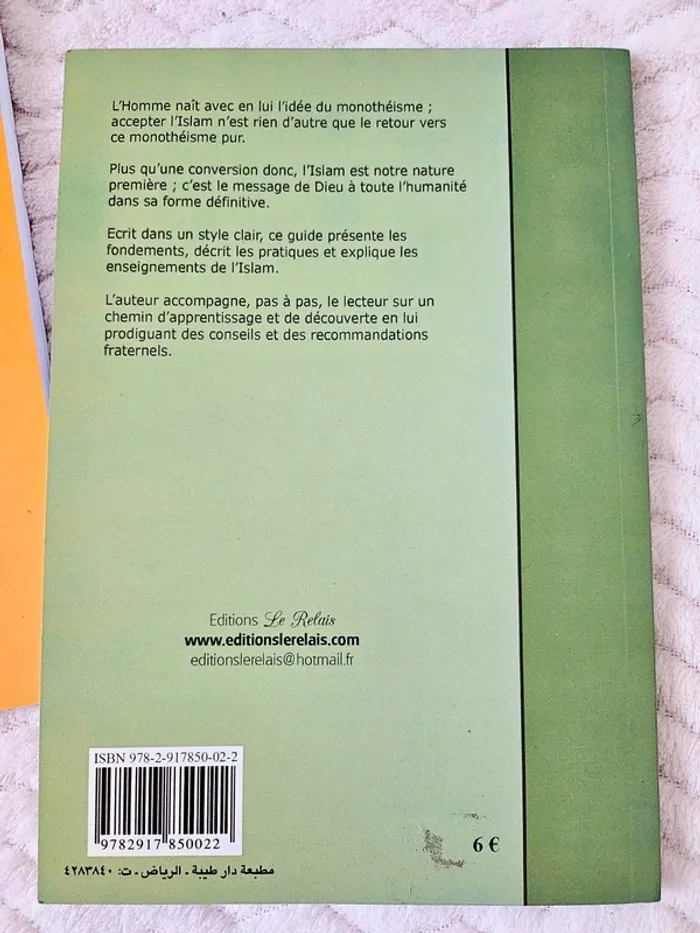 L'Homme naît avec en lui l'idée du monothéisme ;
accepter l'Islam n'est rien d'autre que le retour vers
ce monothéisme pur.
Plus qu'une conversion donc, l'Islam est notre nature
première ; c'est le message de Dieu à toute l'humanité
dans sa forme définitive.
Ecrit dans un style clair, ce guide présente les
fondements, décrit les pratiques et explique les
enseignements de l'Islam.
L'auteur accompagne, pas à pas, le lecteur sur un
chemin d'apprentissage et de découverte en lui
prodiguant des conseils et des recommandations
fraternels.
Editions Le Relais
www.editionslerelais.com
editionslerelais@hotmail.fr
ISBN 978-2-917850-02-2
9782917850022
6 €
مطبعة دار طيبة - الرياض - ت: ٤٢٨٣٨٤٠